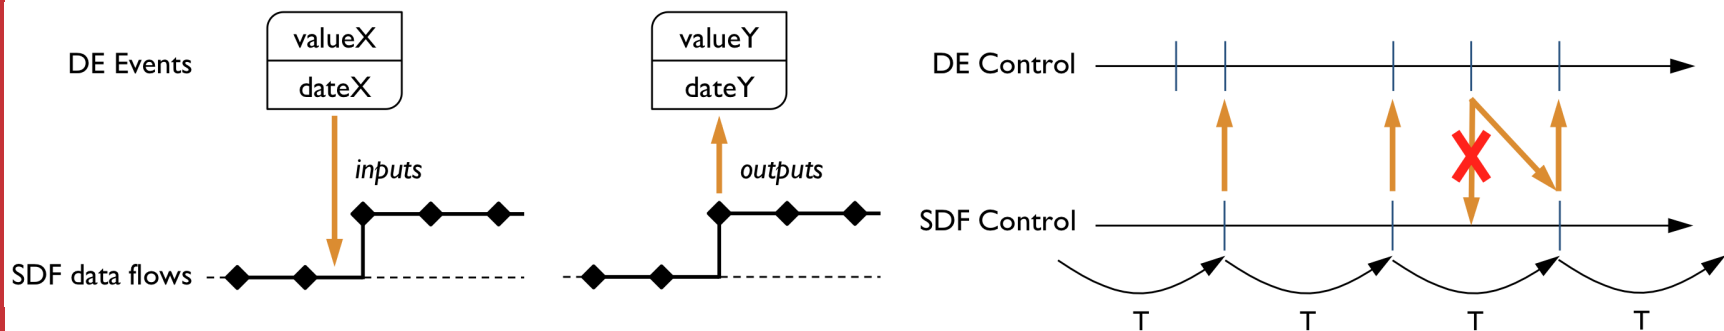 valueX
DE Events
dateX
inputs
SDF data flows
valueY
dateY
outputs
DE Control
SDF Control
T
T
T
T